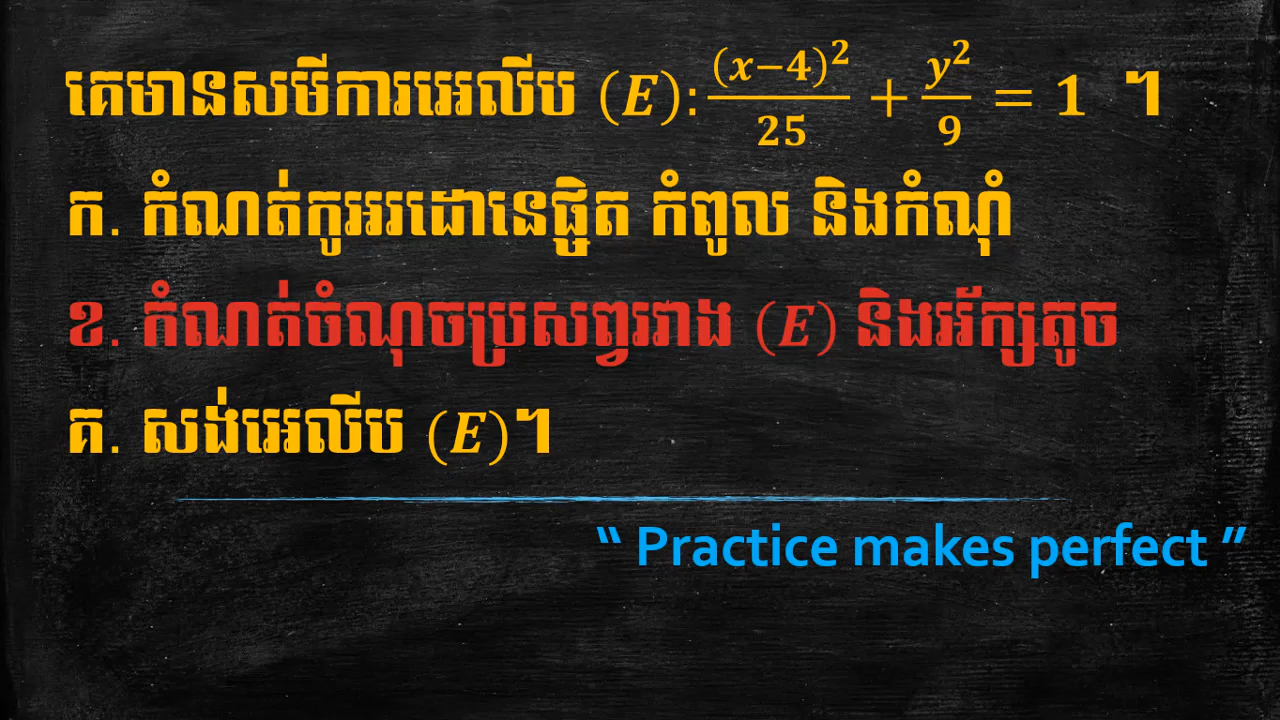 គេមានសមីការអេលីប (E): (x−4)²/25 + y²/9 = 1 ។
ក. កំណត់កូអរដោនេផ្ចិត កំពូល និងកំណុំ
ខ. កំណត់ចំណុចប្រសព្វរវាង (E) និងអ័ក្សតូច
គ. សង់អេលីប (E)។
“ Practice makes perfect ”